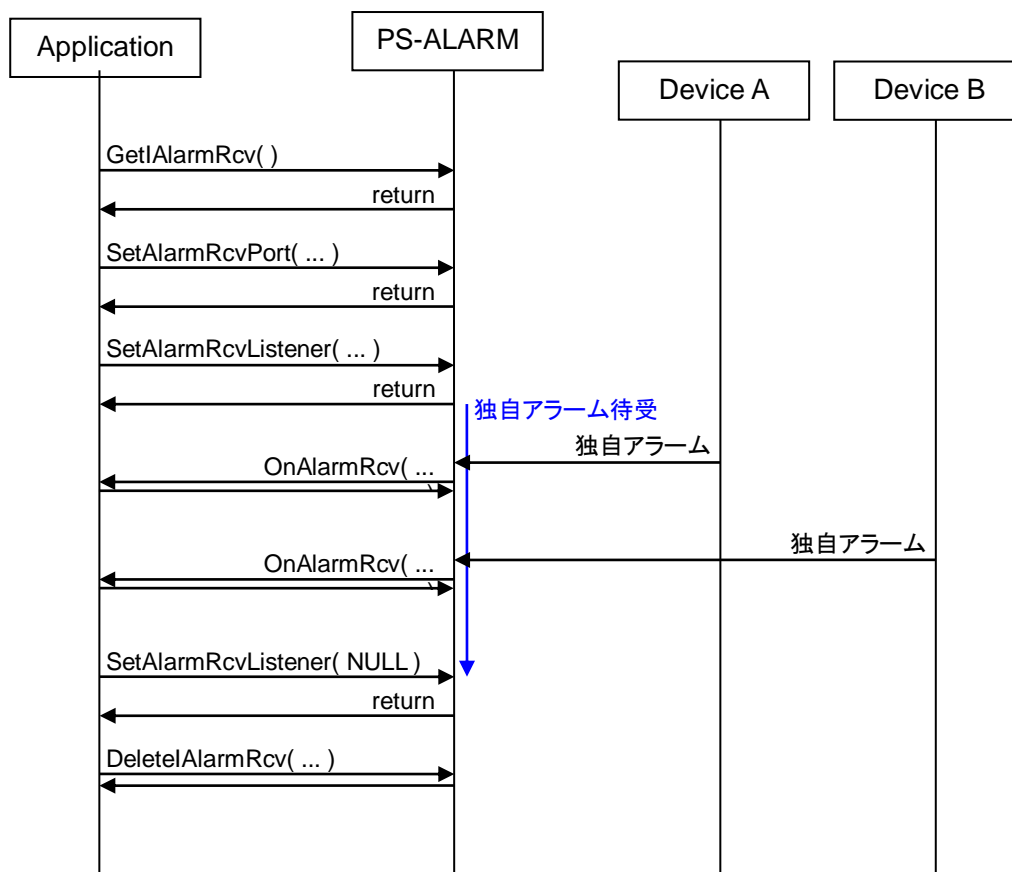 Application
PS-ALARM
Device A
Device B
GetIAlarmRcv( )
return
SetAlarmRcvPort( ... )
return
SetAlarmRcvListener( ... )
return
独自アラーム待受
独自アラーム
OnAlarmRcv( ...
独自アラーム
OnAlarmRcv( ...
SetAlarmRcvListener( NULL )
return
DeleteIAlarmRcv( ... )